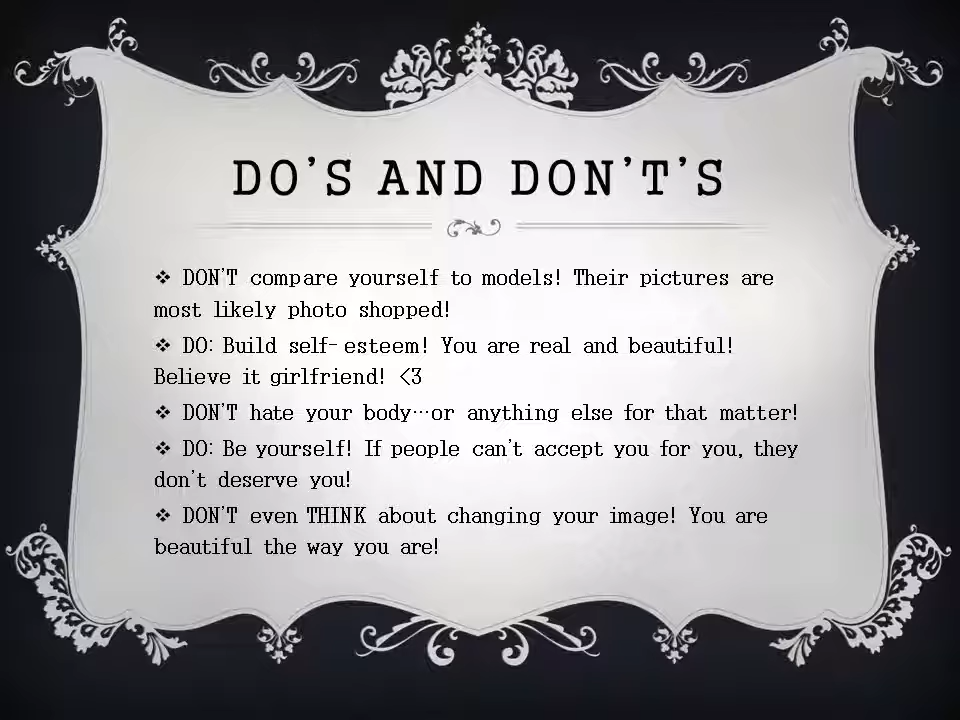 DO'S AND DON'T'S
❖ DON'T compare yourself to models! Their pictures are
most likely photo shopped!
❖ DO: Build self-esteem! You are real and beautiful!
Believe it girlfriend! <3
❖ DON'T hate your body…or anything else for that matter!
❖ DO: Be yourself! If people can't accept you for you, they
don't deserve you!
❖ DON'T even THINK about changing your image! You are
beautiful the way you are!